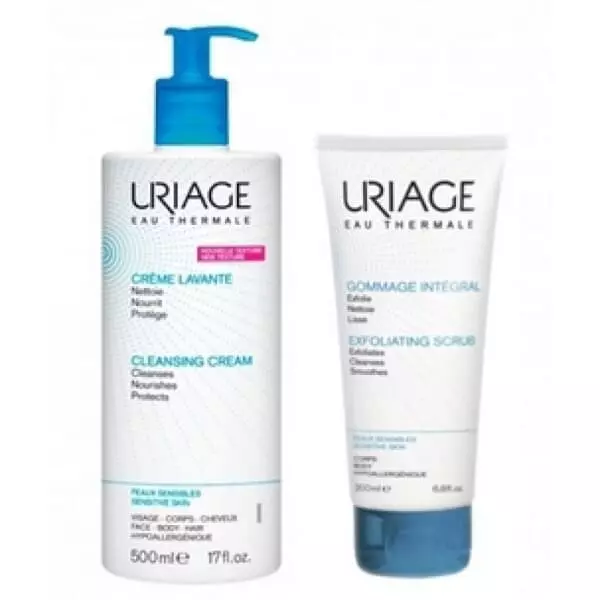 URIAGE
EAU THERMALE
NOUVELLE TEXTURE
NEW TEXTURE
CRÈME LAVANTE
Nettoie
Nourrit
Protège
CLEANSING CREAM
Cleanses
Nourishes
Protects
PEAUX SENSIBLES
SENSITIVE SKIN
VISAGE - CORPS - CHEVEUX
FACE - BODY - HAIR
HYPOALLERGÉNIQUE
500ml e 17fl.oz.
URIAGE
EAU THERMALE
GOMMAGE INTÉGRAL
Exfolie
Nettoie
Lisse
EXFOLIATING SCRUB
Exfoliates
Cleanses
Smoothes
PEAUX SENSIBLES
SENSITIVE SKIN
CORPS
BODY
HYPOALLERGÉNIQUE
200ml e 6.8fl.oz.